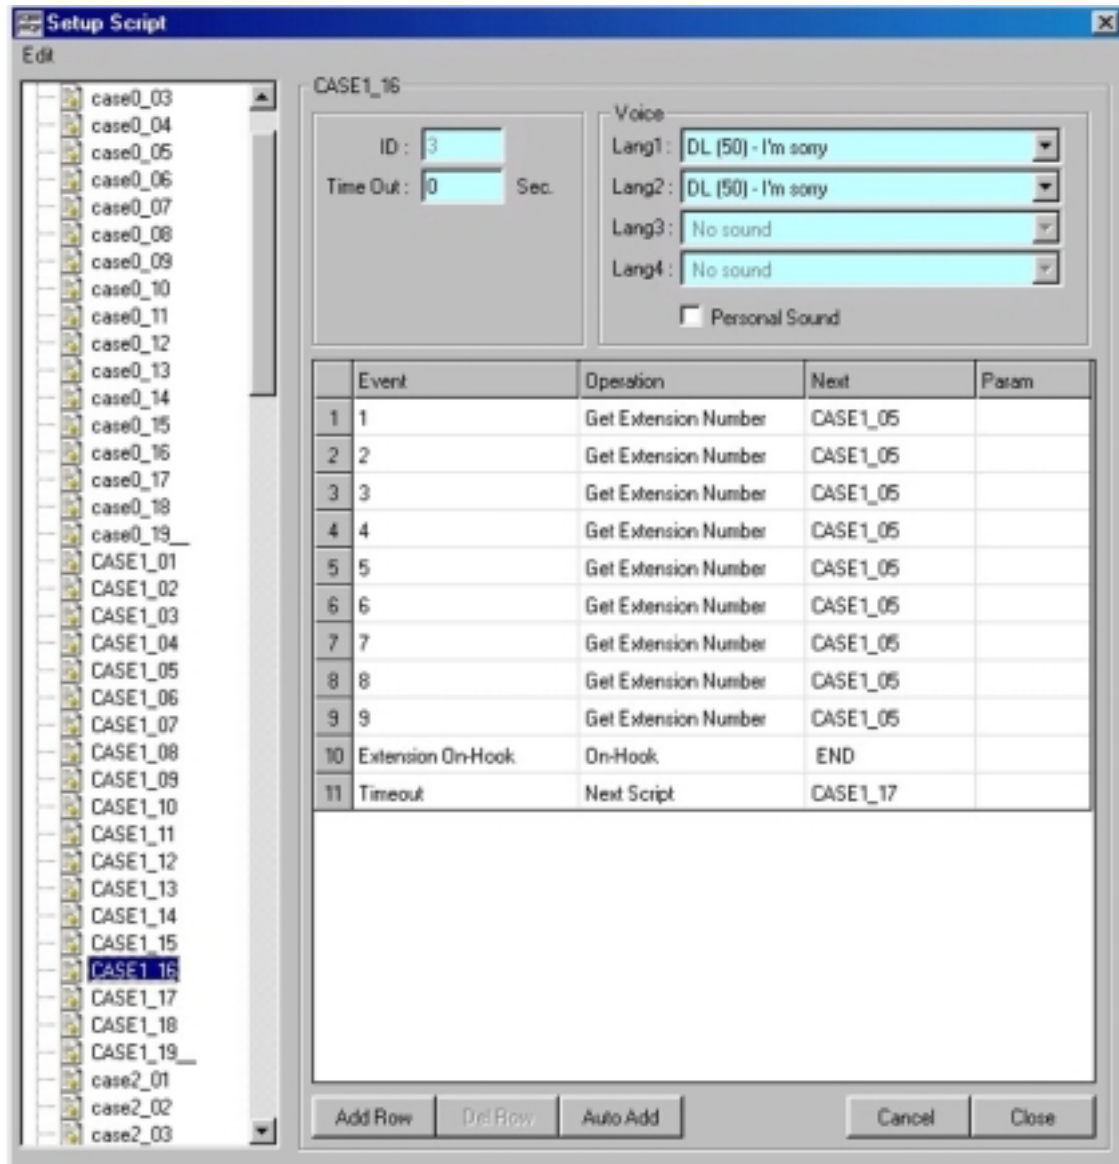 Setup Script
Edit
case0_03
case0_04
case0_05
case0_06
case0_07
case0_08
case0_09
case0_10
case0_11
case0_12
case0_13
case0_14
case0_15
case0_16
case0_17
case0_18
case0_19__
CASE1_01
CASE1_02
CASE1_03
CASE1_04
CASE1_05
CASE1_06
CASE1_07
CASE1_08
CASE1_09
CASE1_10
CASE1_11
CASE1_12
CASE1_13
CASE1_14
CASE1_15
CASE1_16
CASE1_17
CASE1_18
CASE1_19__
case2_01
case2_02
case2_03
CASE1_16
ID : 3
Time Out : 0 Sec.
Voice
Lang1 : DL (50) - I'm sorry
Lang2 : DL (50) - I'm sorry
Lang3 : No sound
Lang4 : No sound
Personal Sound
Event Operation Next Param
1 1 Get Extension Number CASE1_05
2 2 Get Extension Number CASE1_05
3 3 Get Extension Number CASE1_05
4 4 Get Extension Number CASE1_05
5 5 Get Extension Number CASE1_05
6 6 Get Extension Number CASE1_05
7 7 Get Extension Number CASE1_05
8 8 Get Extension Number CASE1_05
9 9 Get Extension Number CASE1_05
10 Extension On-Hook On-Hook END
11 Timeout Next Script CASE1_17
Add Row Del Row Auto Add Cancel Close